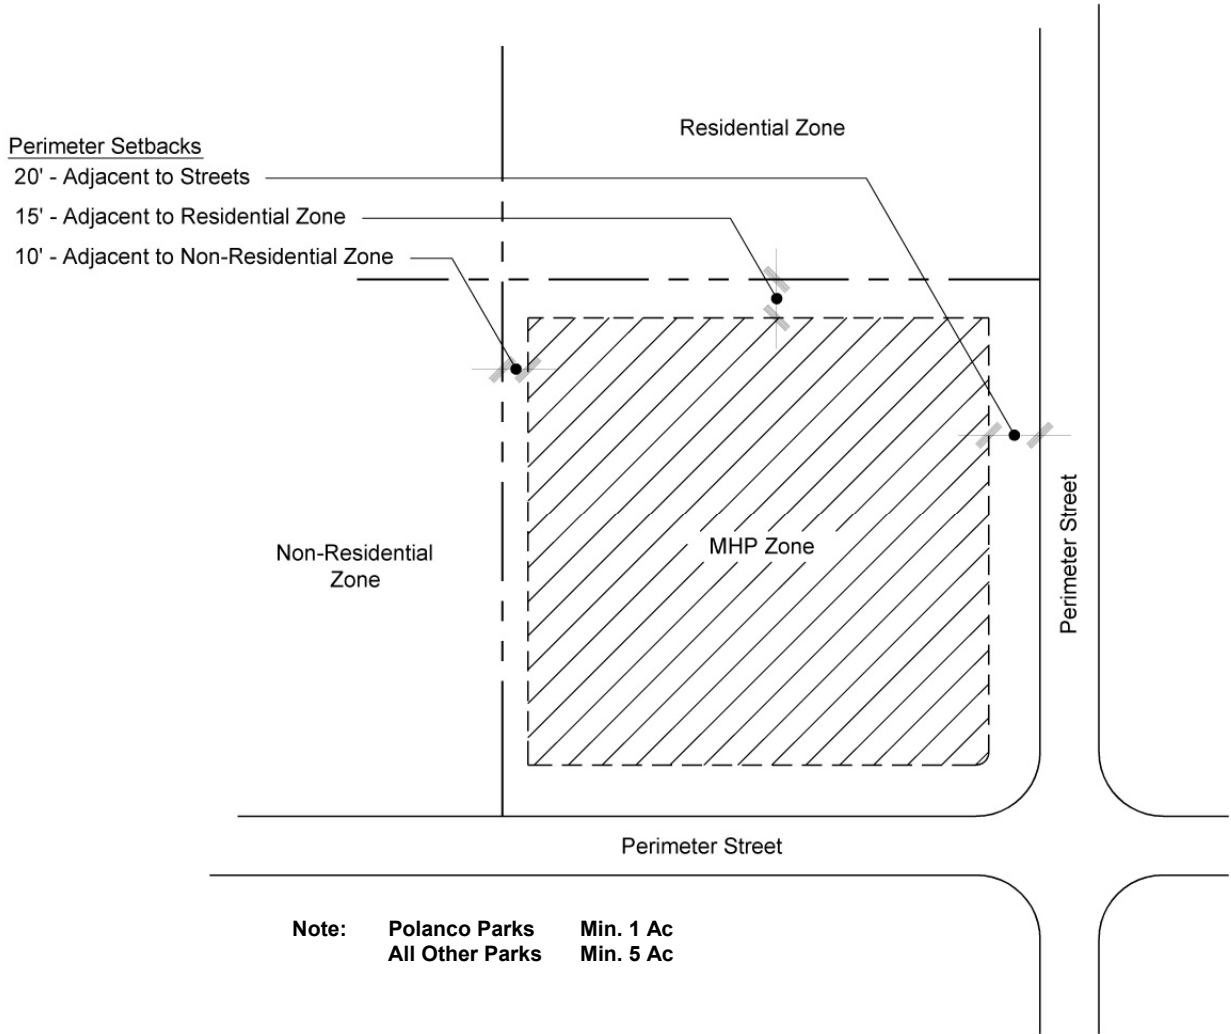 Residential Zone
Perimeter Setbacks
20' - Adjacent to Streets
15' - Adjacent to Residential Zone
10' - Adjacent to Non-Residential Zone
Non-Residential
Zone
MHP Zone
Perimeter Street
Perimeter Street
Note: Polanco Parks Min. 1 Ac
All Other Parks Min. 5 Ac